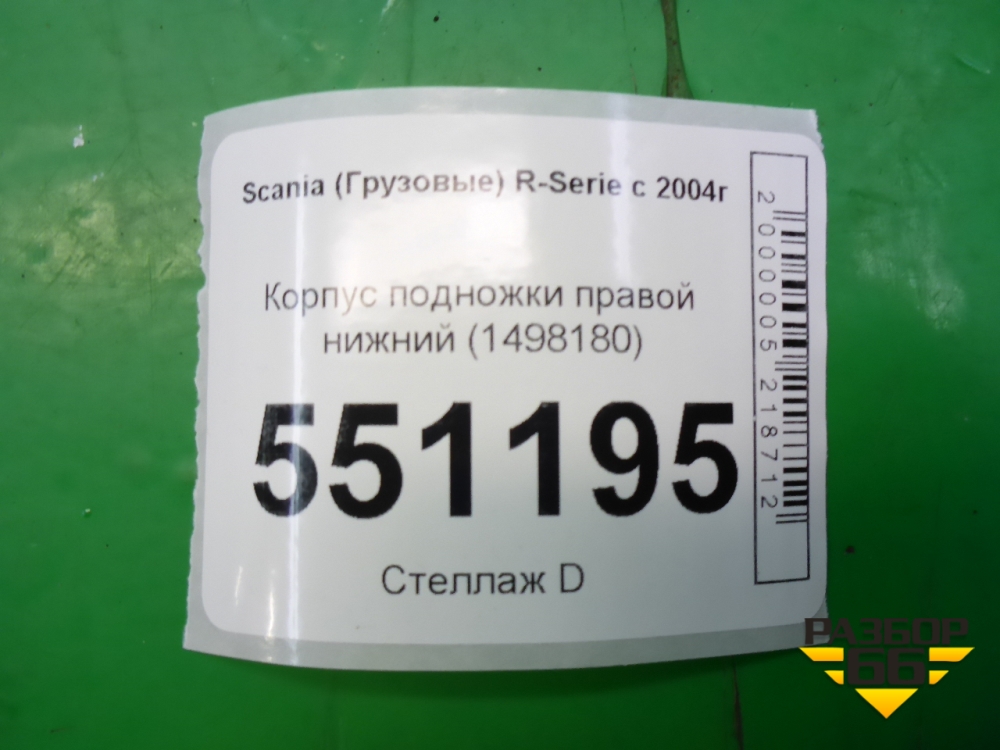 Scania (Грузовые) R-Serie с 2004г
Корпус подножки правой
нижний (1498180)
551195
Стеллаж D
2000005218712
РАЗБОР
66